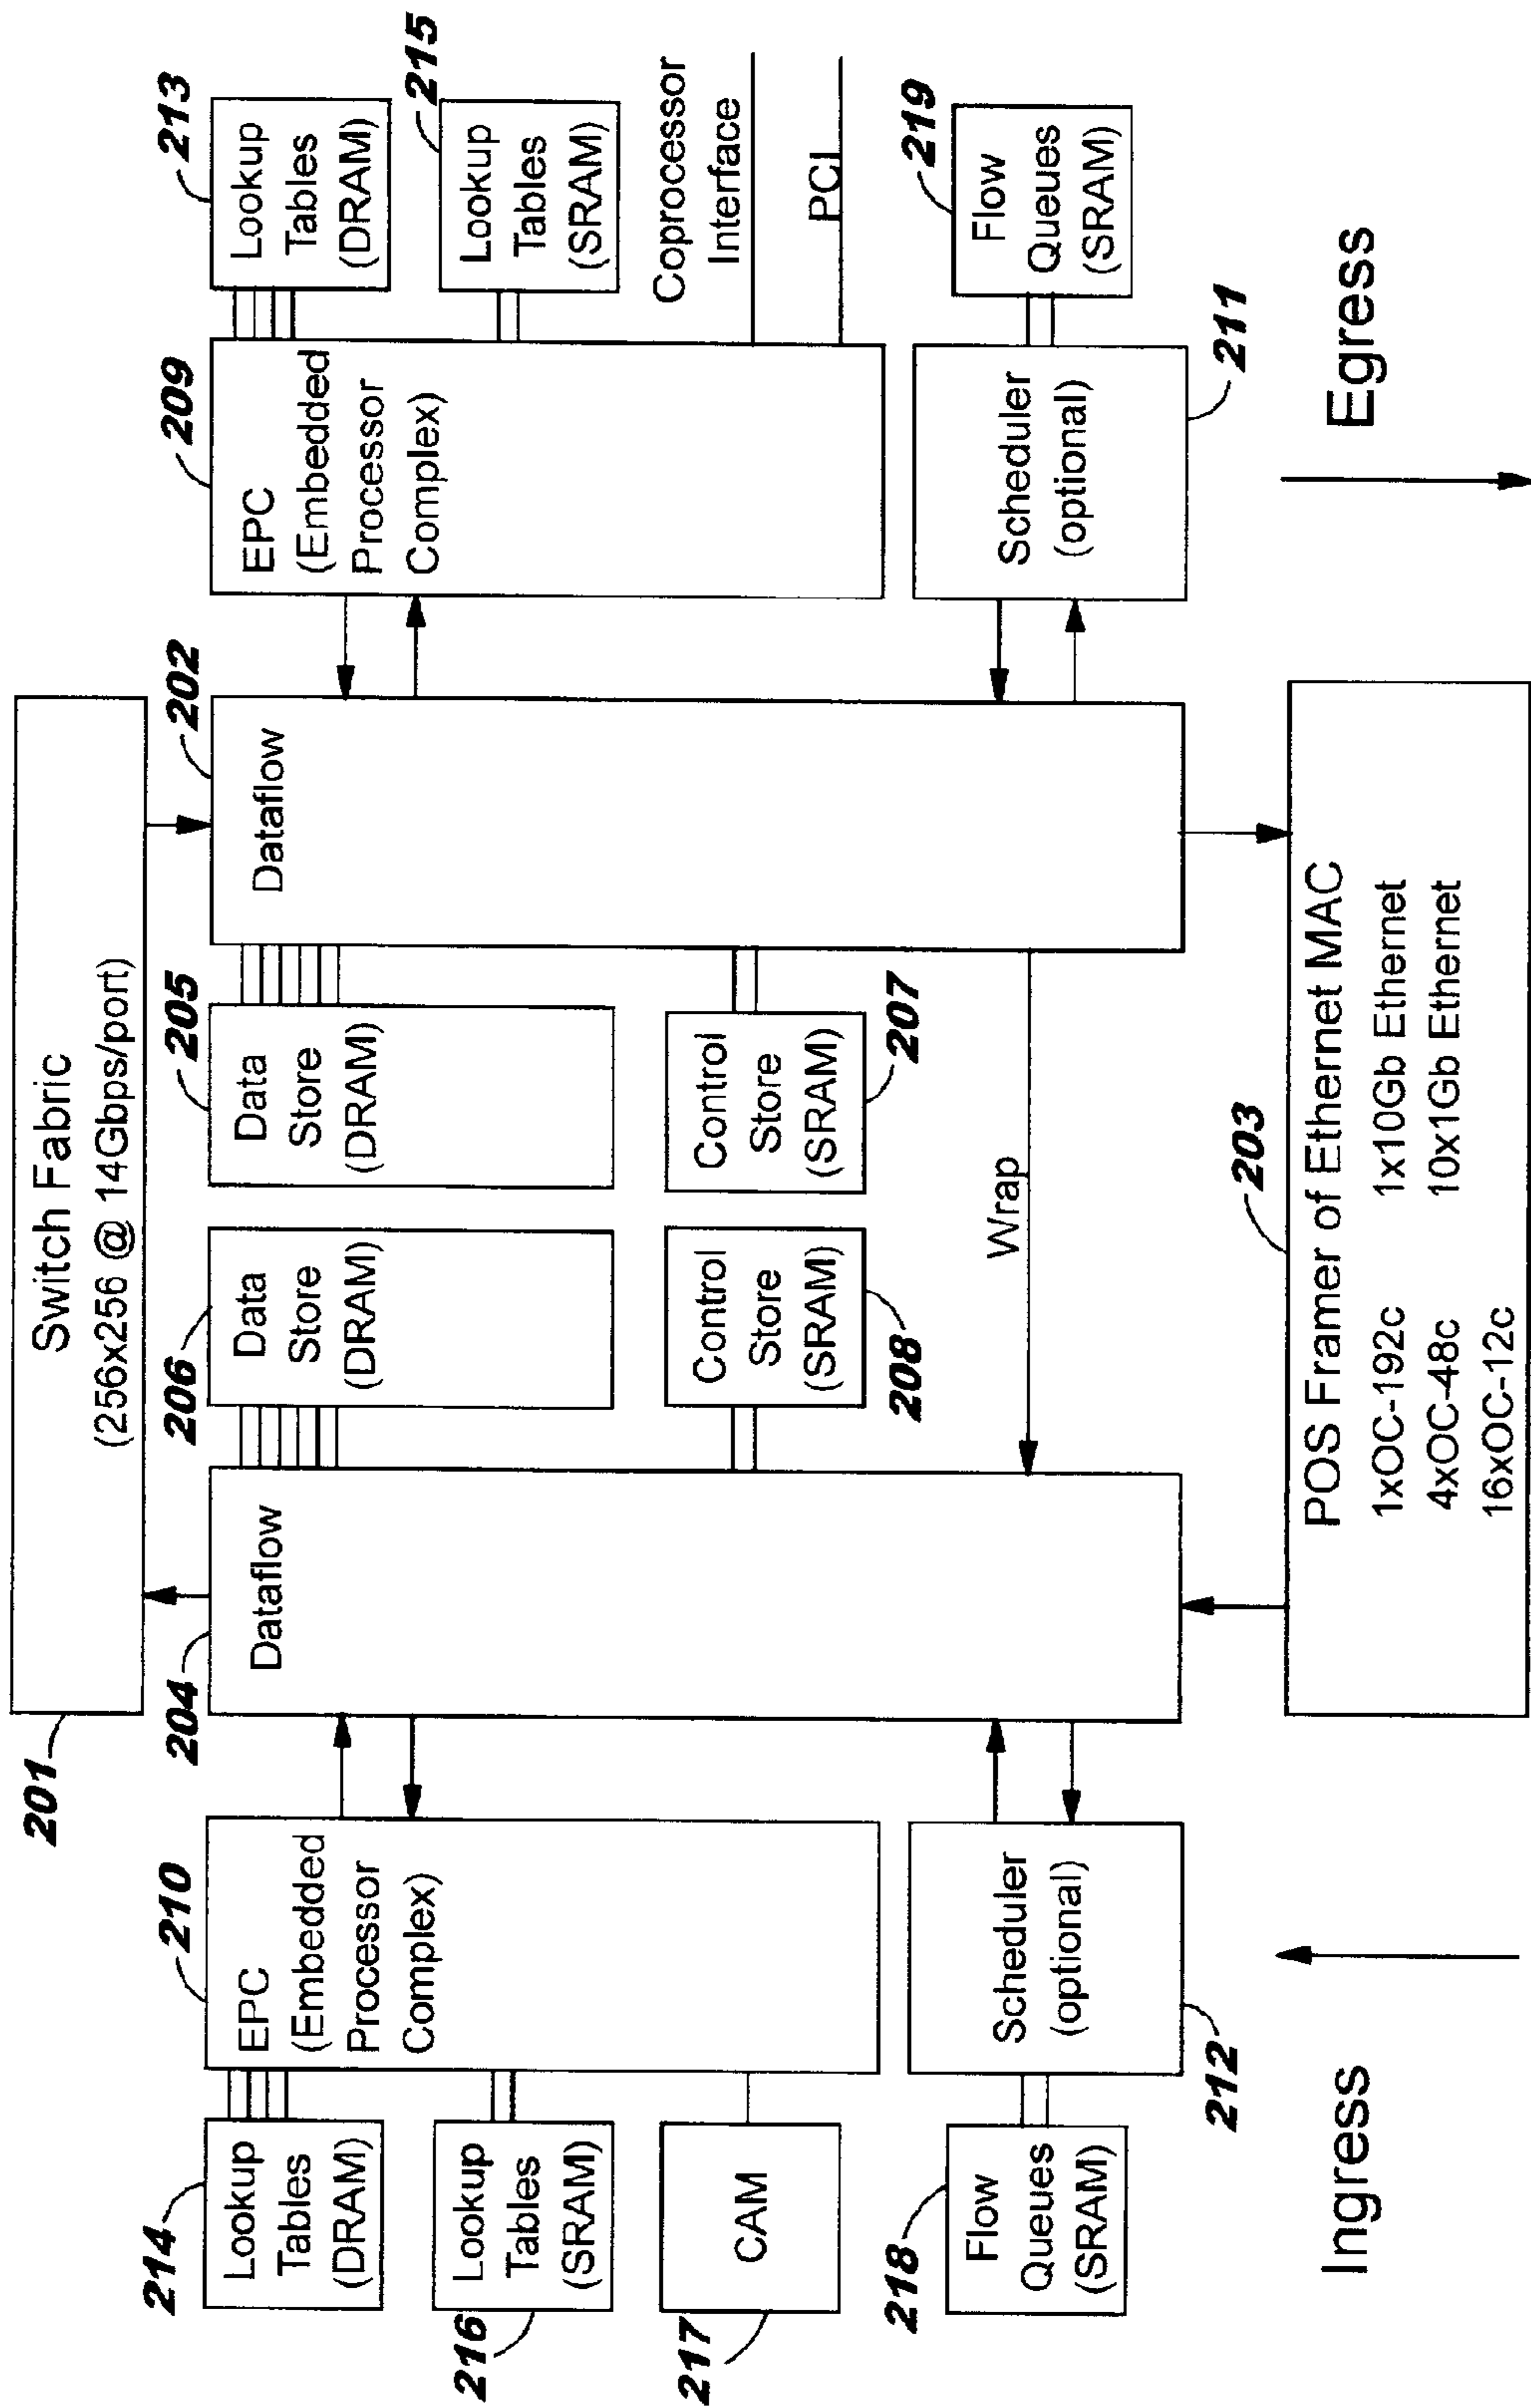 201
Switch Fabric
(256x256 @ 14Gbps/port)
214
Lookup
Tables
(DRAM)
216
Lookup
Tables
(SRAM)
217
CAM
218
Flow
Queues
(SRAM)
210
EPC
(Embedded
Processor
Complex)
212
Scheduler
(optional)
204
Dataflow
206
Data
Store
(DRAM)
208
Control
Store
(SRAM)
205
Data
Store
(DRAM)
207
Control
Store
(SRAM)
Wrap
202
Dataflow
209
EPC
(Embedded
Processor
Complex)
211
Scheduler
(optional)
213
Lookup
Tables
(DRAM)
215
Lookup
Tables
(SRAM)
Coprocessor
Interface
PCI
219
Flow
Queues
(SRAM)
203
POS Framer of Ethernet MAC
1xOC-192c 1x10Gb Ethernet
4xOC-48c 10x1Gb Ethernet
16xOC-12c
Ingress
Egress